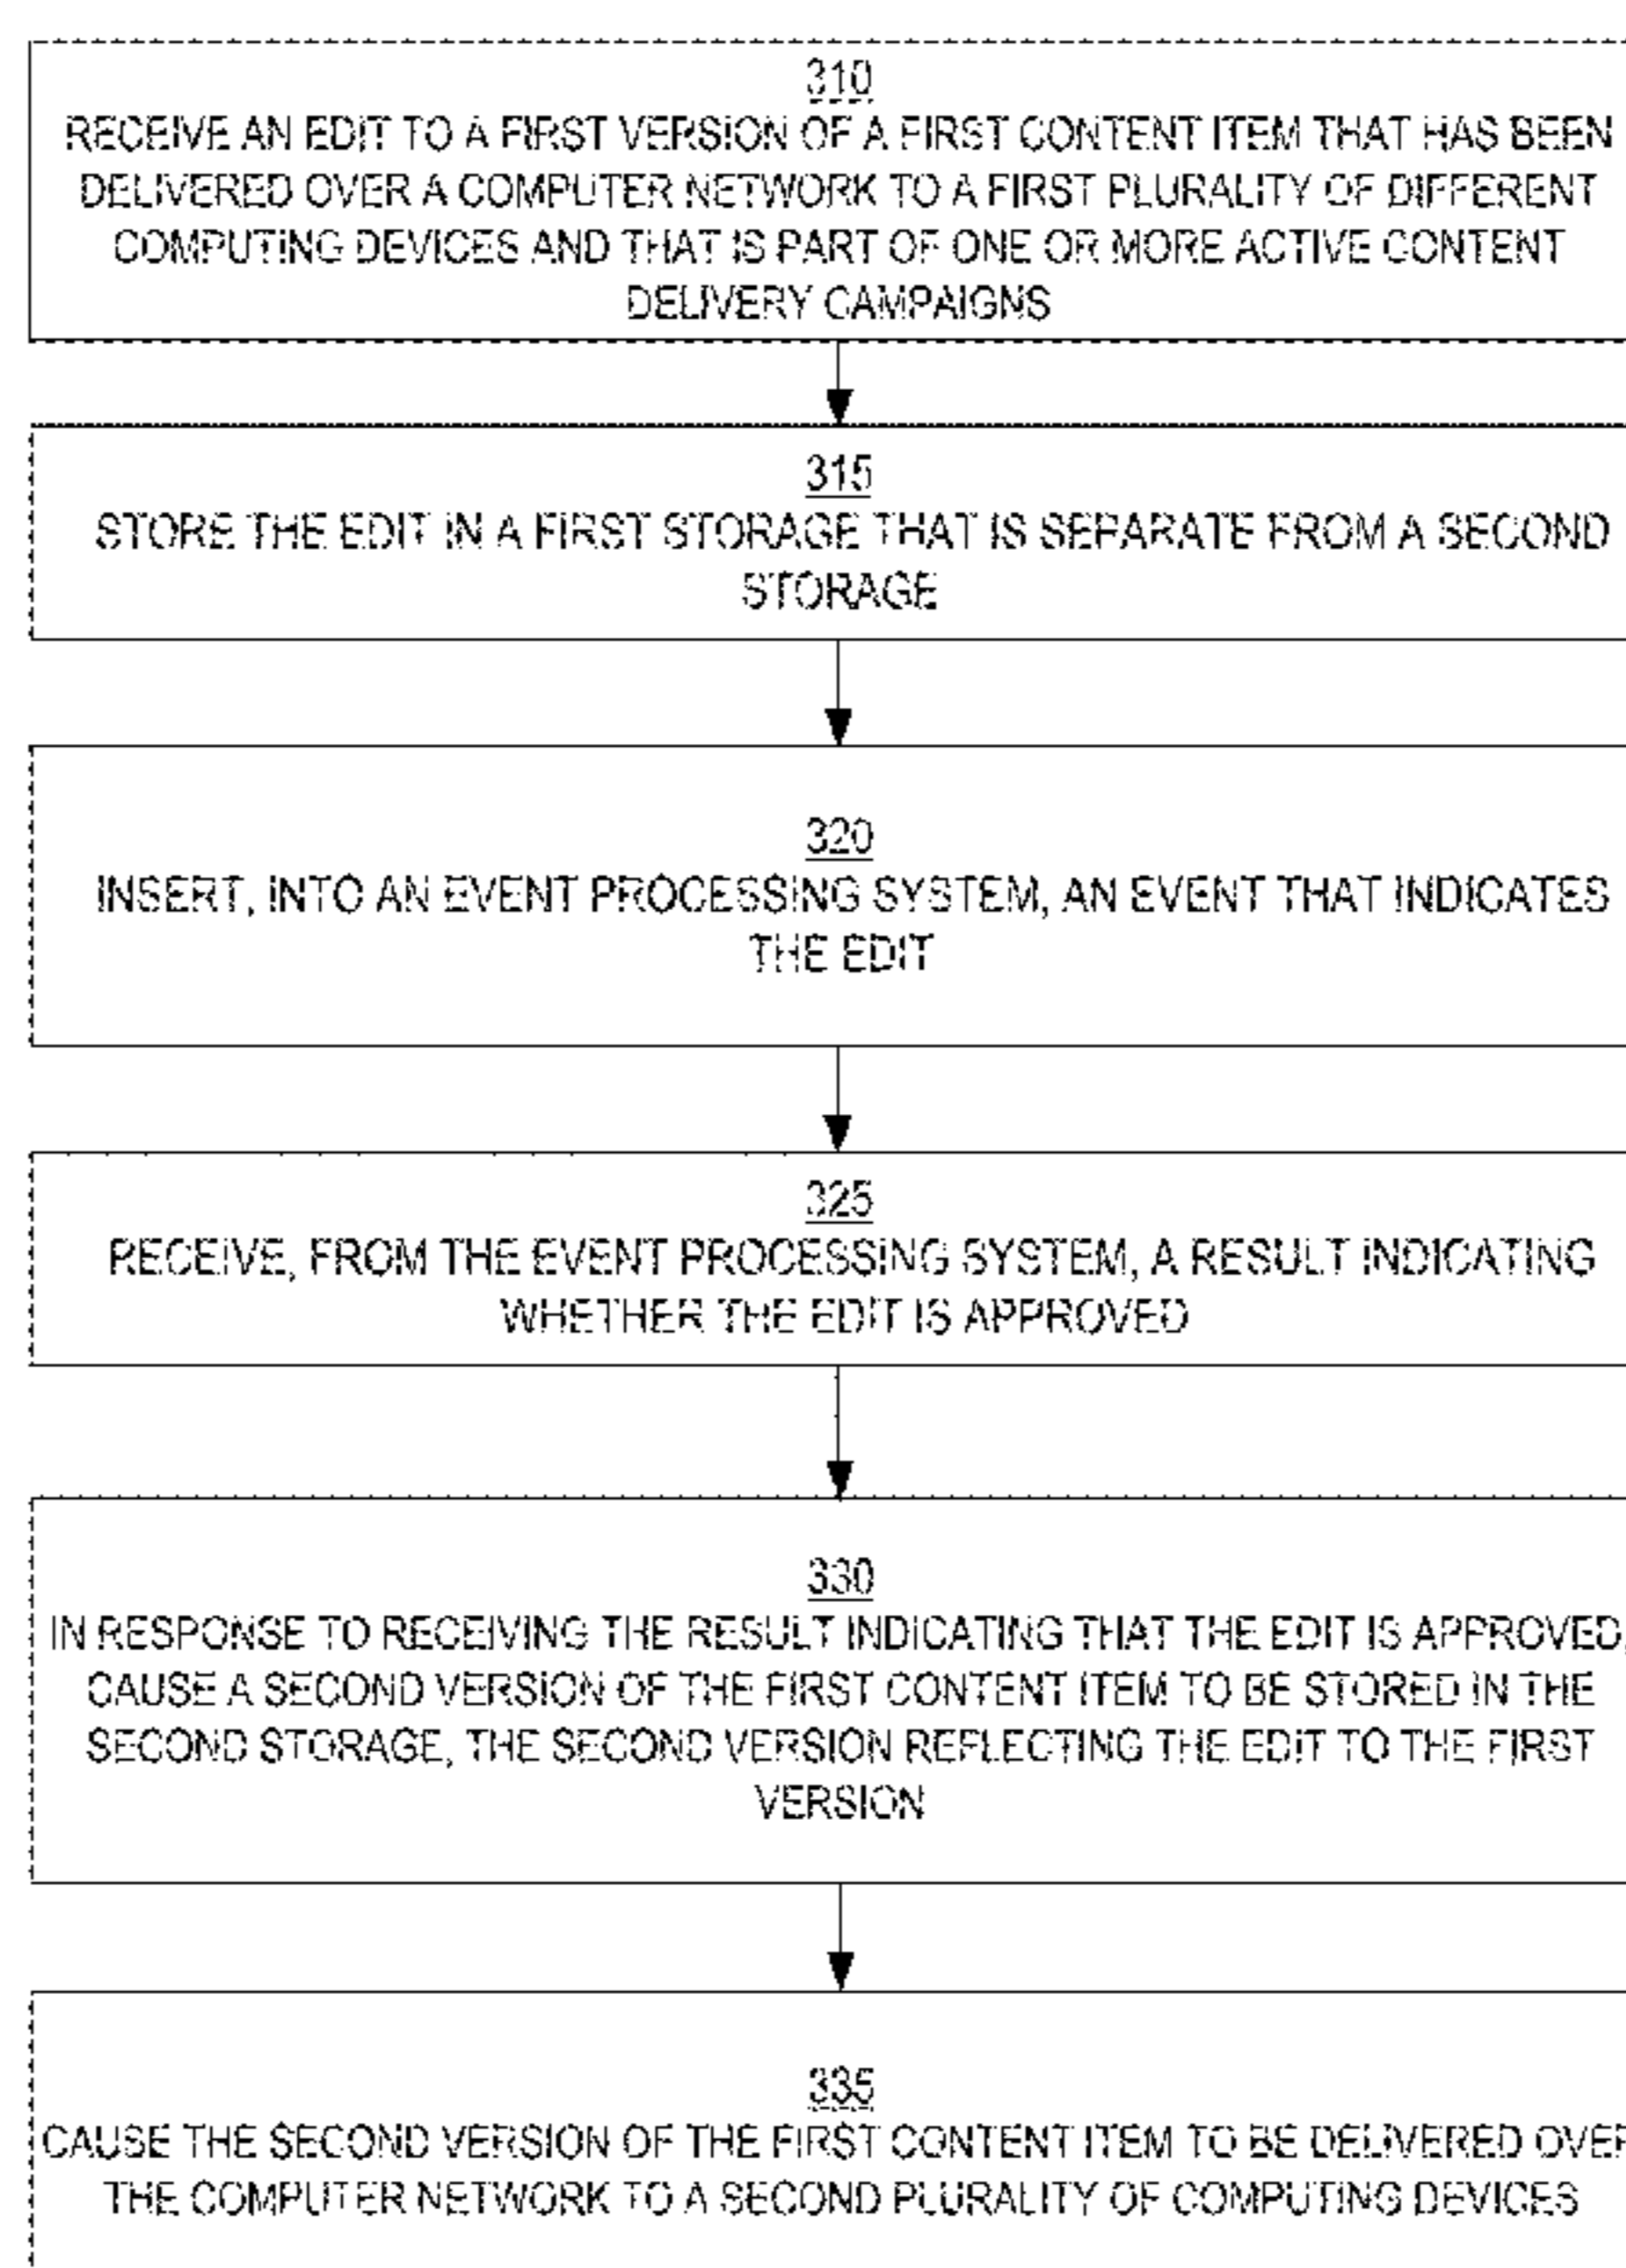 310
RECEIVE AN EDIT TO A FIRST VERSION OF A FIRST CONTENT ITEM THAT HAS BEEN
DELIVERED OVER A COMPUTER NETWORK TO A FIRST PLURALITY OF DIFFERENT
COMPUTING DEVICES AND THAT IS PART OF ONE OR MORE ACTIVE CONTENT
DELIVERY CAMPAIGNS
315
STORE THE EDIT IN A FIRST STORAGE THAT IS SEPARATE FROM A SECOND
STORAGE
320
INSERT, INTO AN EVENT PROCESSING SYSTEM, AN EVENT THAT INDICATES
THE EDIT
325
RECEIVE, FROM THE EVENT PROCESSING SYSTEM, A RESULT INDICATING
WHETHER THE EDIT IS APPROVED
330
IN RESPONSE TO RECEIVING THE RESULT INDICATING THAT THE EDIT IS APPROVED,
CAUSE A SECOND VERSION OF THE FIRST CONTENT ITEM TO BE STORED IN THE
SECOND STORAGE, THE SECOND VERSION REFLECTING THE EDIT TO THE FIRST
VERSION
335
CAUSE THE SECOND VERSION OF THE FIRST CONTENT ITEM TO BE DELIVERED OVER
THE COMPUTER NETWORK TO A SECOND PLURALITY OF COMPUTING DEVICES